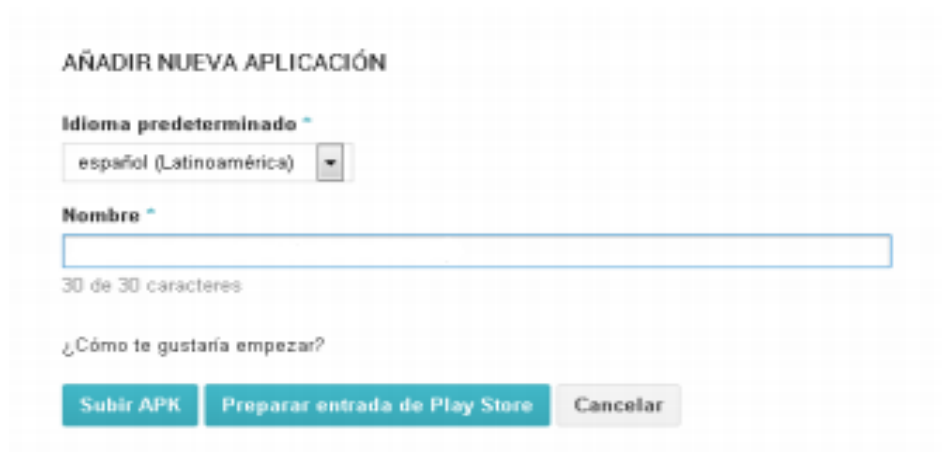 AÑADIR NUEVA APLICACIÓN
Idioma predeterminado *
español (Latinoamérica)
Nombre *
30 de 30 caracteres
¿Cómo te gustaría empezar?
Subir APK Preparar entrada de Play Store Cancelar